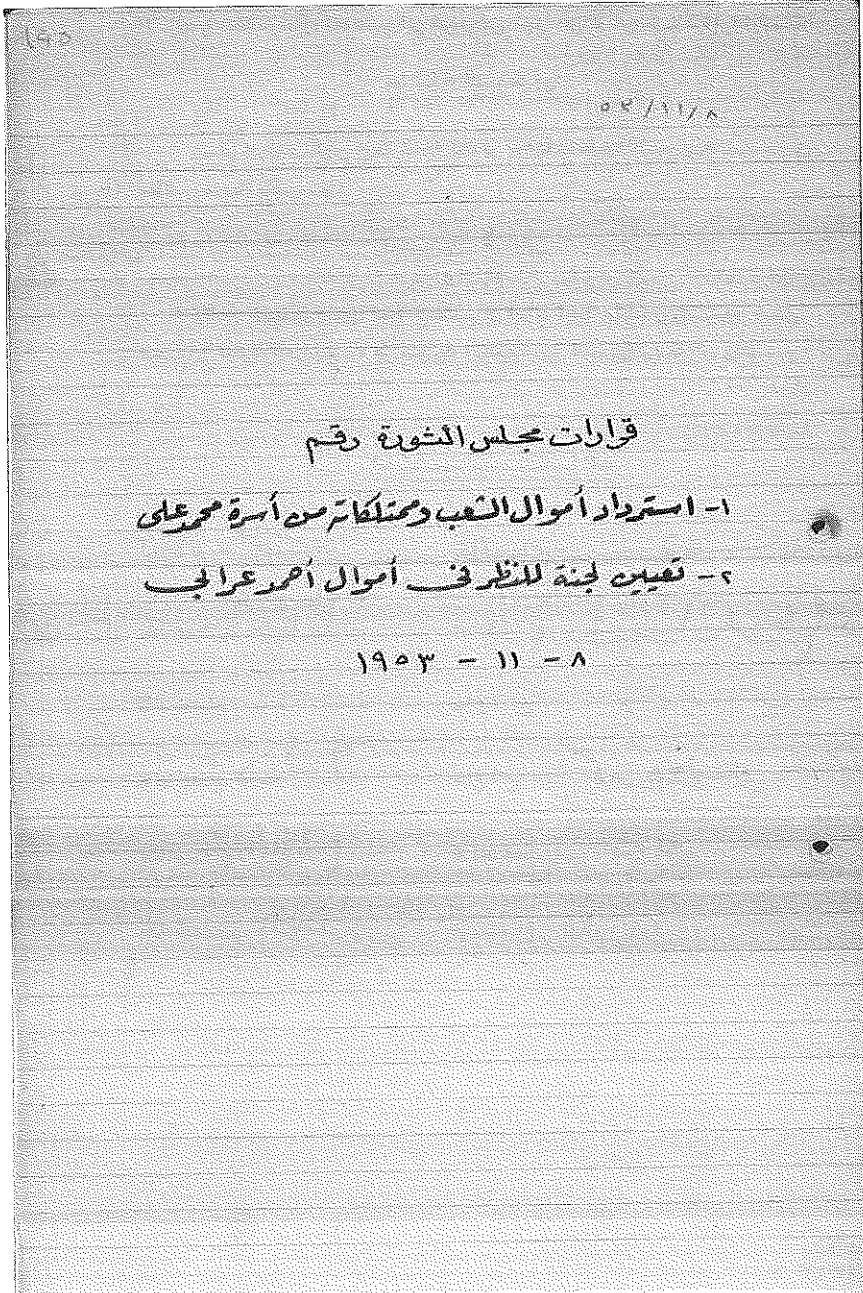 ٥٣/١١/٨
قرارات مجلس الثورة رقم
١- استرداد أموال الشعب وممتلكاته من أسرة محمد على
٢- تعيين لجنة للنظر فى أموال أحمد عرابى
٨ - ١١ - ١٩٥٣